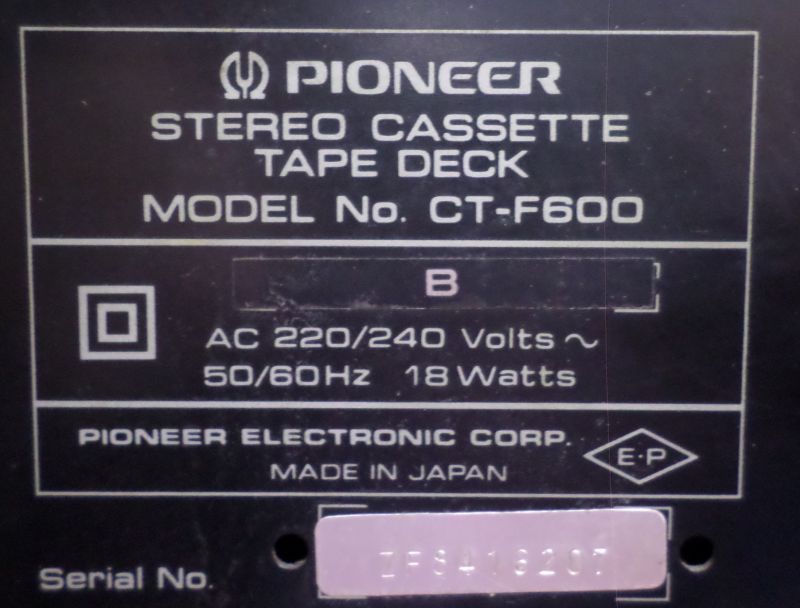 PIONEER
STEREO CASSETTE
TAPE DECK
MODEL No. CT-F600
B
AC 220/240 Volts ~
50/60Hz 18 Watts
PIONEER ELECTRONIC CORP.
E·P
MADE IN JAPAN
Serial No.